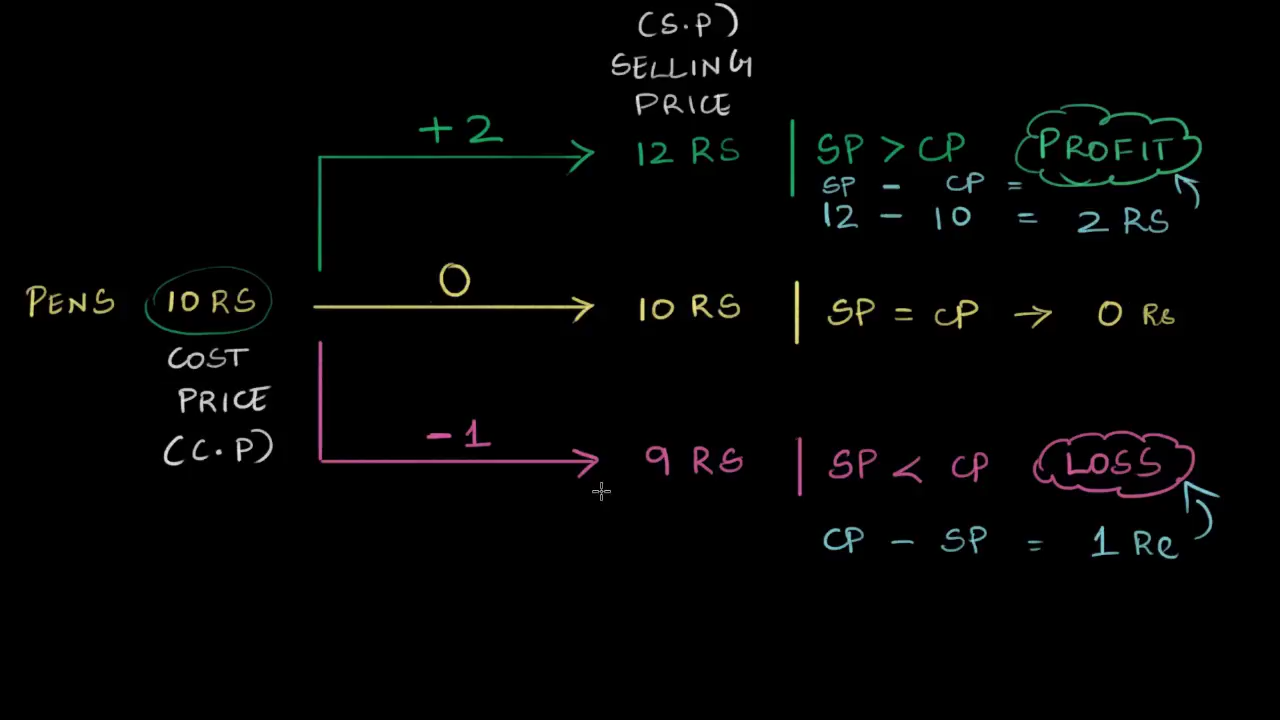 (S.P)
SELLING
PRICE
+2
12 RS | SP > CP PROFIT
SP - CP =
12 - 10 = 2 RS
0
PENS 10 RS
10 RS | SP = CP → 0 Rs
COST
PRICE
(C.P)
-1
9 RS | SP < CP LOSS
CP - SP = 1 Re